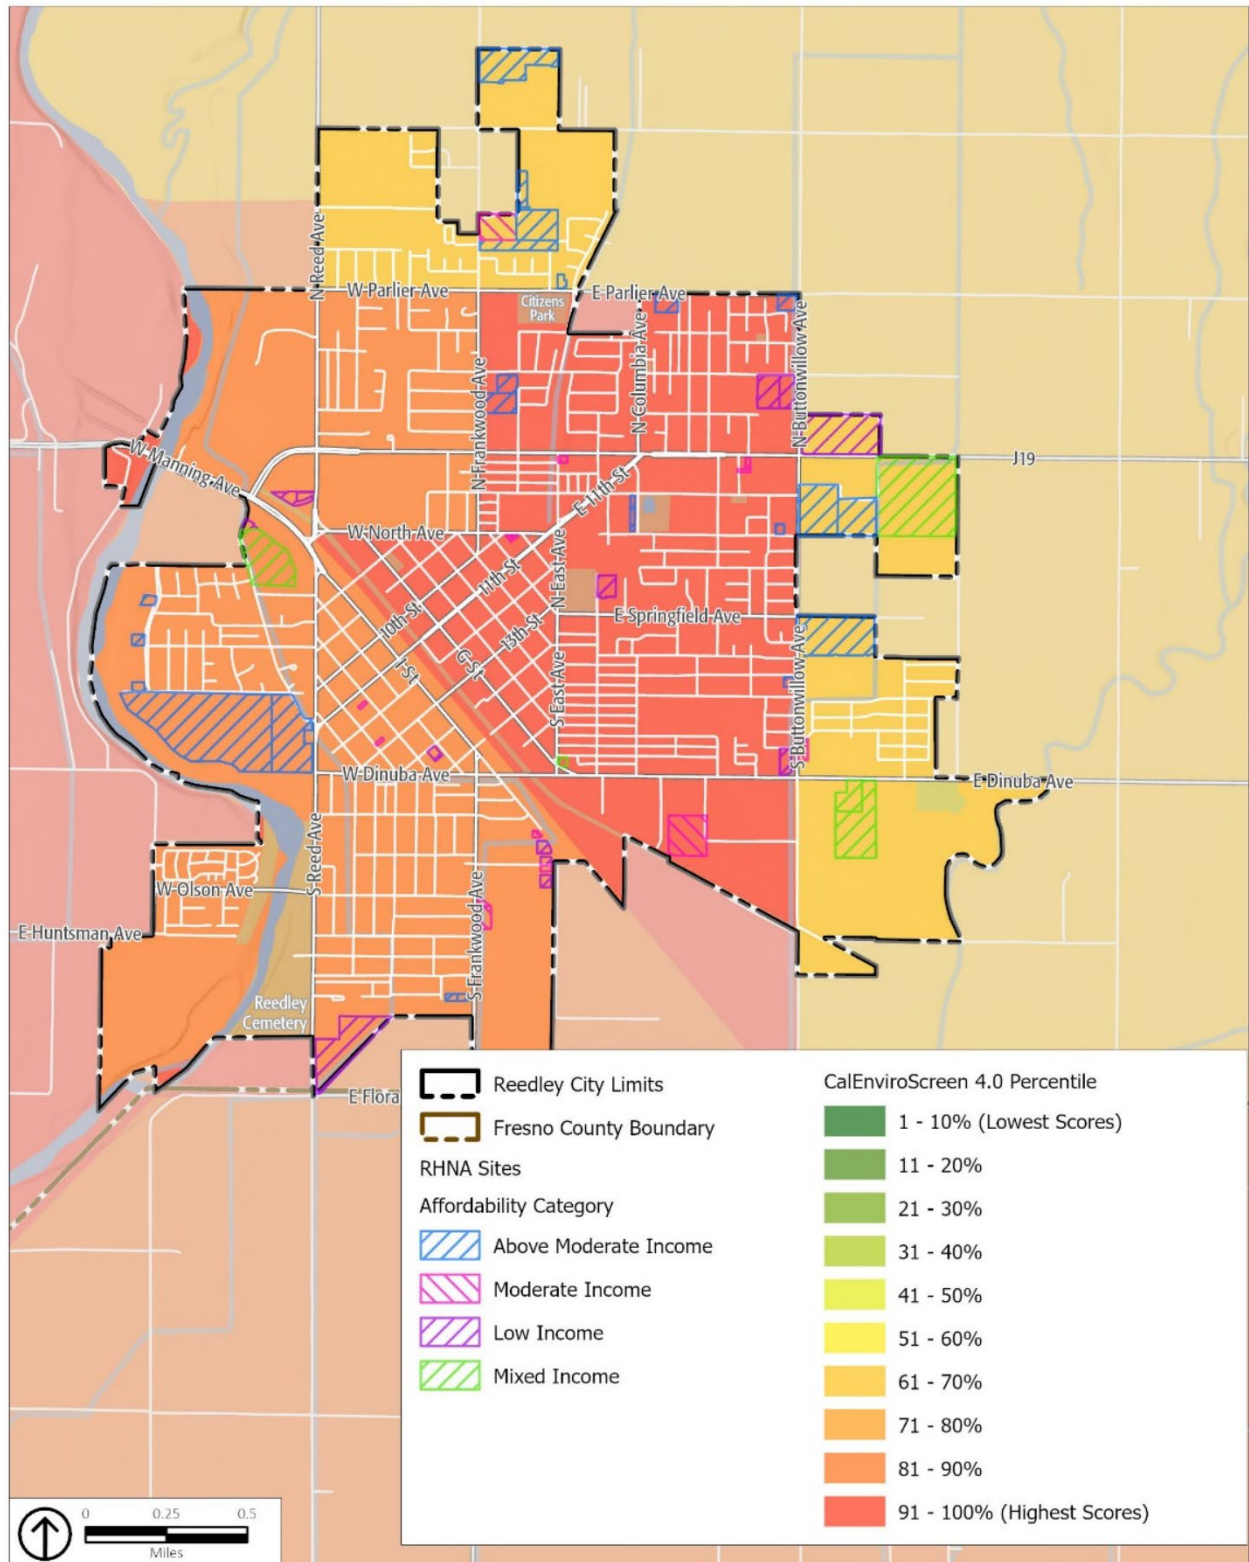 N Reed Ave
W Parlier Ave
Citizens
Park
E Parlier Ave
N Columbia Ave
N Buttonwillow Ave
N Frankwood Ave
J19
W Manning Ave
E 11th St
W North Ave
11th St
N East Ave
10th St
13th St
E Springfield Ave
G St
I St
S East Ave
S Buttonwillow Ave
W Dinuba Ave
E Dinuba Ave
S Reed Ave
W Olson Ave
S Frankwood Ave
E Huntsman Ave
Reedley
Cemetery
E Flora
Reedley City Limits
Fresno County Boundary
RHNA Sites
Affordability Category
Above Moderate Income
Moderate Income
Low Income
Mixed Income
CalEnviroScreen 4.0 Percentile
1 - 10% (Lowest Scores)
11 - 20%
21 - 30%
31 - 40%
41 - 50%
51 - 60%
61 - 70%
71 - 80%
81 - 90%
91 - 100% (Highest Scores)
0 0.25 0.5
Miles